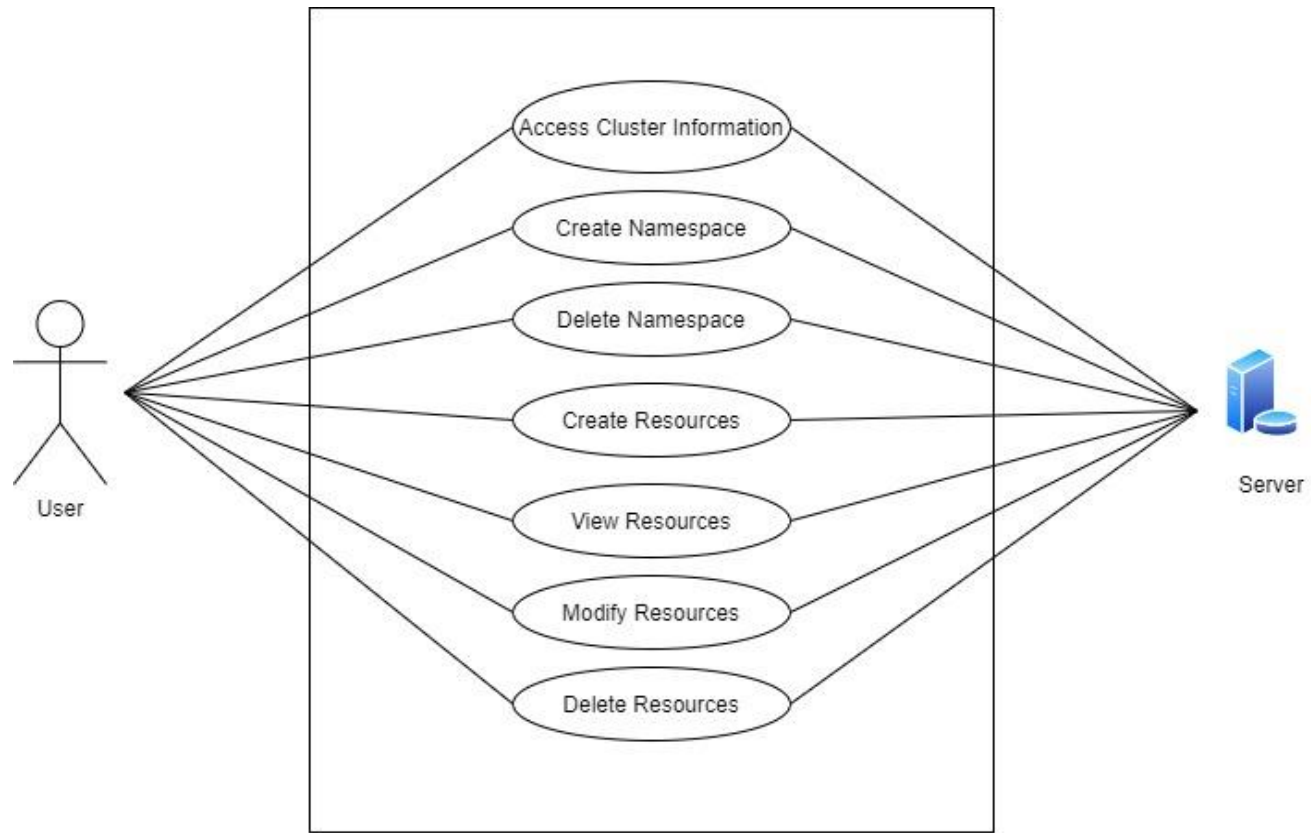 Access Cluster Information
Create Namespace
Delete Namespace
Create Resources
View Resources
Modify Resources
Delete Resources
User
Server